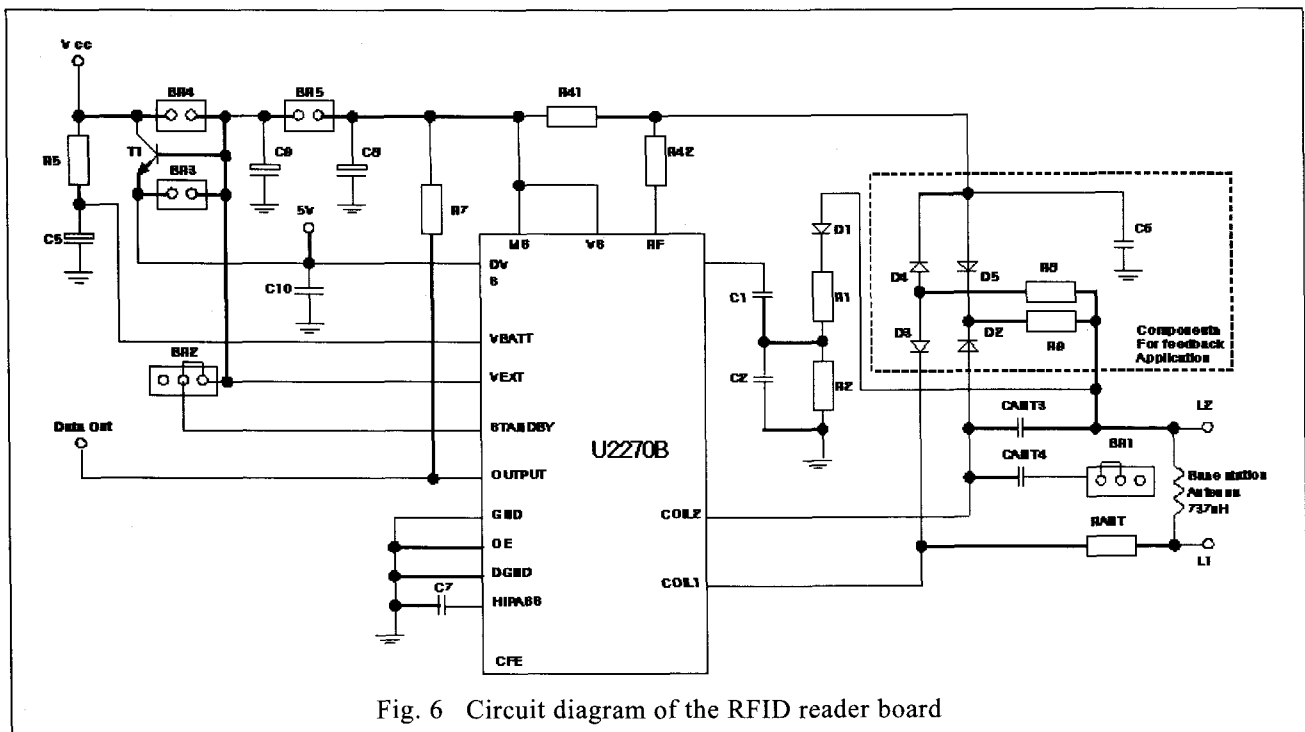 Vcc
BR4
BR5
R41
R5
T1
C9
C8
R42
BR3
C5
5V
R7
MS
VS
RF
D1
C6
DV
S
D4
D5
R8
C10
C1
R1
VBATT
D3
D2
R9
Components
For feedback
Application
BR2
VEXT
C2
R2
CANT3
L2
STANDBY
Data Out
U2270B
BR1
OUTPUT
CANT4
Base station
Antenna
737uH
GND
COIL2
RANT
OE
L1
DGND
COIL1
C7
HIPASS
CFE
Fig. 6 Circuit diagram of the RFID reader board